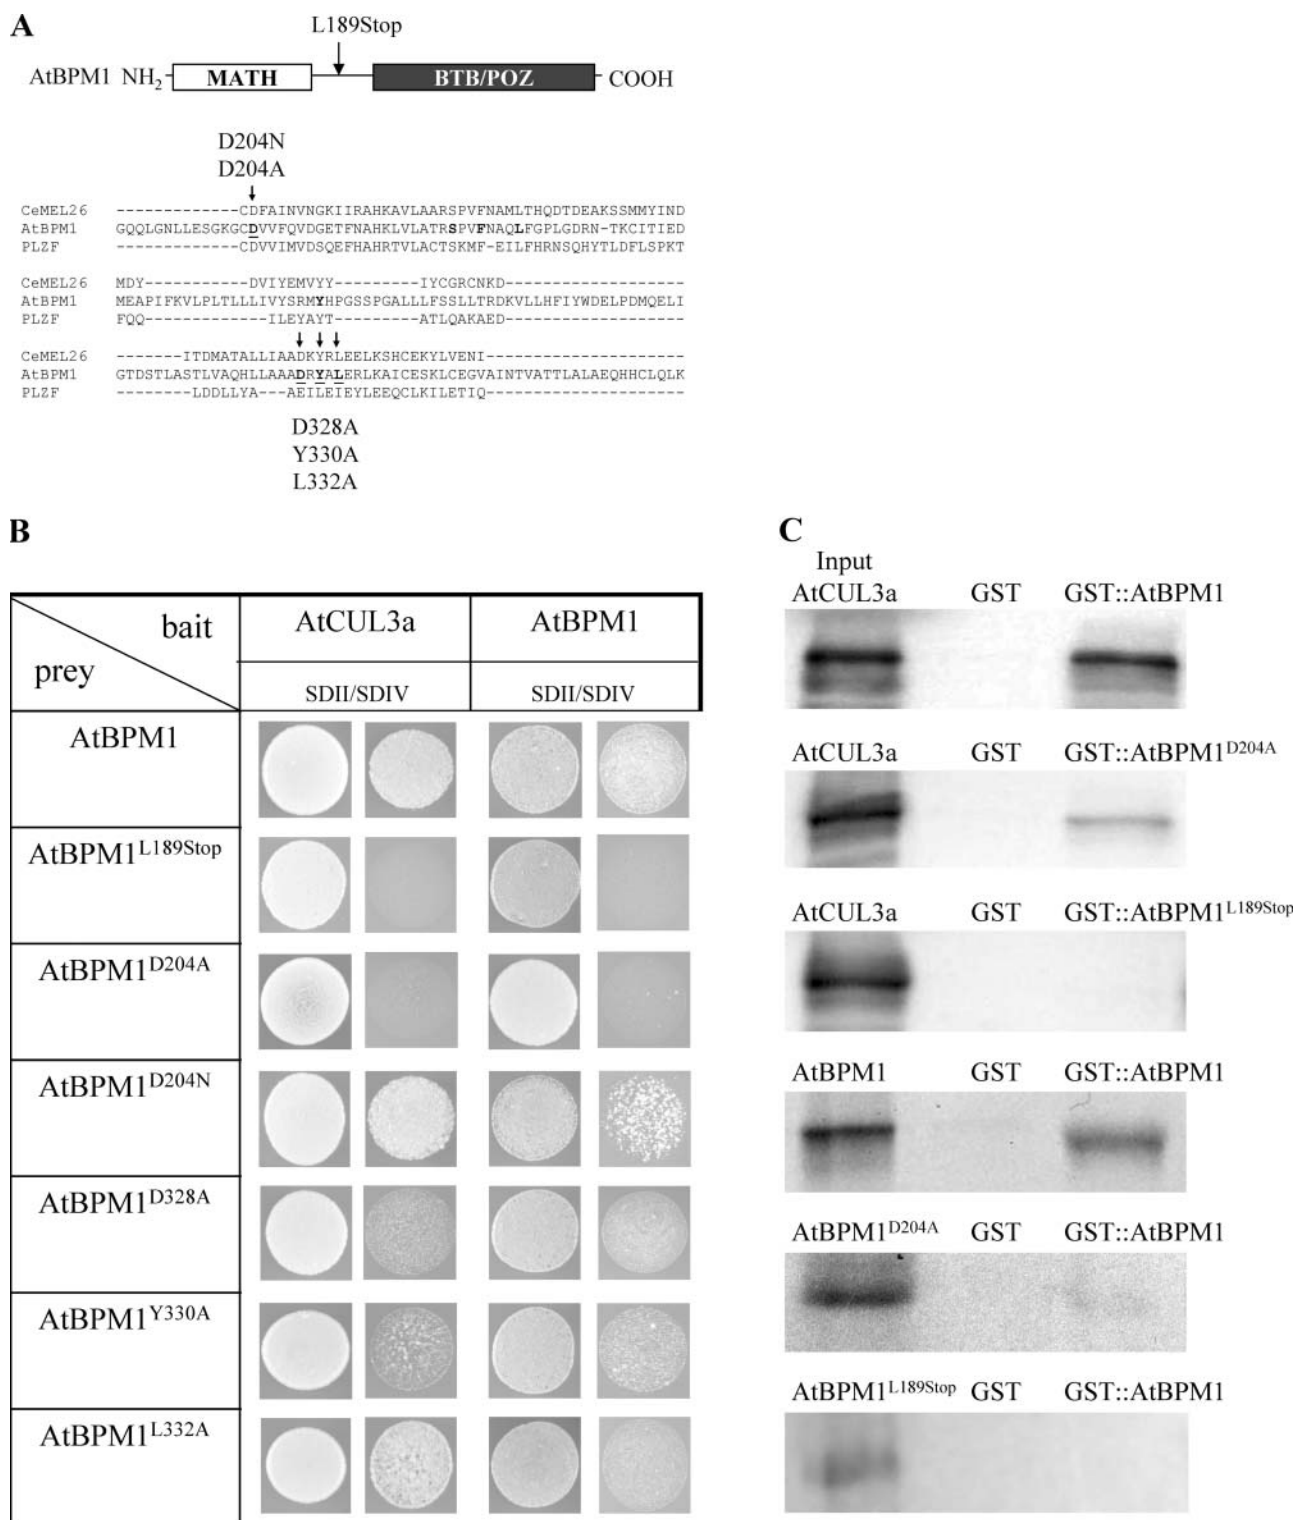 A
L189Stop
AtBPM1 NH2 MATH BTB/POZ COOH
D204N
D204A
CeMEL26 -------------CDFAINVNGKIIRAHKAVLAARSPVFNAMLTHQDTDEAKSSMMYIND
AtBPM1 GQQLGNLLESGKGCDVVFQVDGETFNAHKLVLATRSPVFNAQLFGPLGDRN-TKCITIED
PLZF -------------CDVVIMVDSQEFHAHRTVLACTSKMF-EILFHRNSQHYTLDFLSPKT
CeMEL26 MDY-----------DVIYEMVYY---------IYCGRCNKD-------------------
AtBPM1 MEAPIFKVLPLTLLLIVYSRMYHPGSSPGALLLFSSLLTRDKVLLHFIYWDELPDMQELI
PLZF FQQ-------------ILEYAYT---------ATLQAKAED-------------------
CeMEL26 -------ITDMATALLIAADKYRLEELKSHCEKYLVENI---------------------
AtBPM1 GTDSTLASTLVAQHLLAAADRYALERLKAICESKLCEGVAINTVATTLALAEQHHCLQLK
PLZF --------LDDLLYA---AEILEIEYLEEQCLKILETIQ---------------------
D328A
Y330A
L332A
B
bait
prey
AtCUL3a AtBPM1
SDII/SDIV SDII/SDIV
AtBPM1
AtBPM1L189Stop
AtBPM1D204A
AtBPM1D204N
AtBPM1D328A
AtBPM1Y330A
AtBPM1L332A
C
Input
AtCUL3a GST GST::AtBPM1
AtCUL3a GST GST::AtBPM1D204A
AtCUL3a GST GST::AtBPM1L189Stop
AtBPM1 GST GST::AtBPM1
AtBPM1D204A GST GST::AtBPM1
AtBPM1L189Stop GST GST::AtBPM1